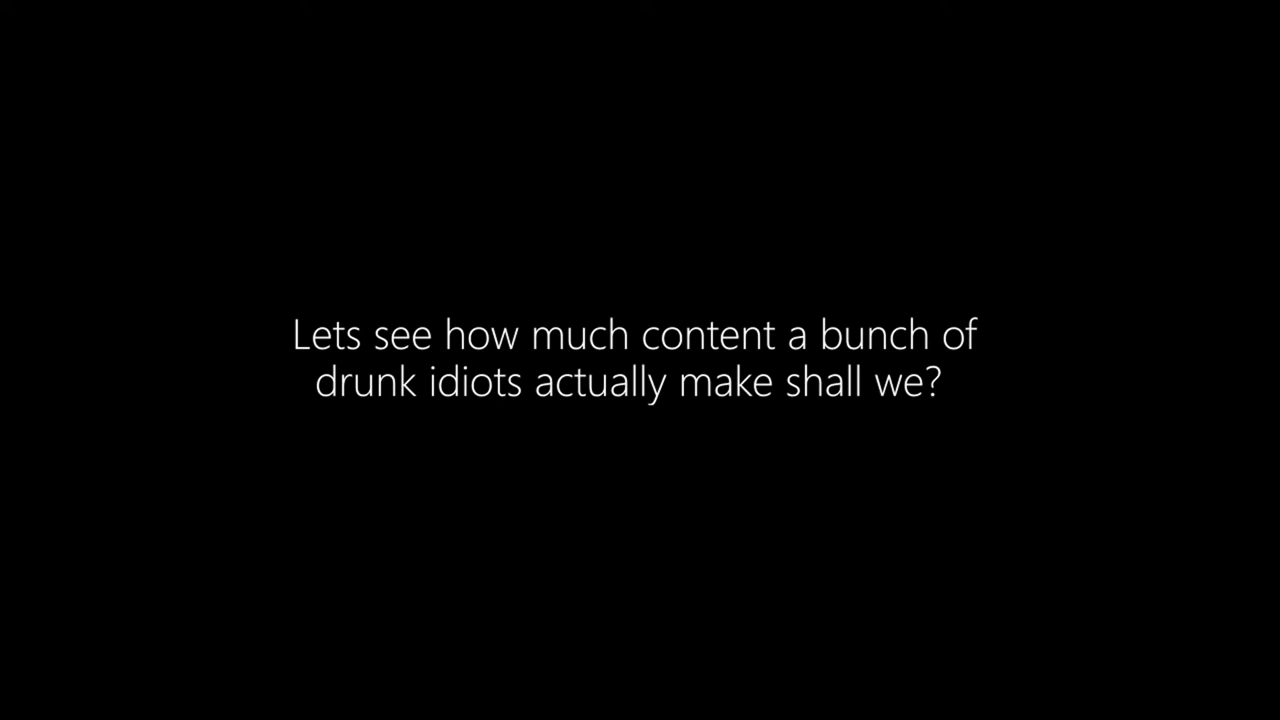 Lets see how much content a bunch of
drunk idiots actually make shall we?